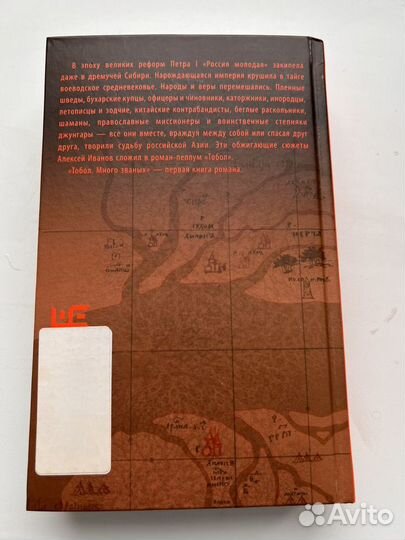 В эпоху великих реформ Петра I «Россия молодая» закипела
даже в дремучей Сибири. Нарождающаяся империя крушила в тайге
воеводское средневековье. Народы и веры перемешались. Пленные
шведы, бухарские купцы, офицеры и чиновники, каторжники, инородцы,
летописцы и зодчие, китайские контрабандисты, беглые раскольники,
шаманы, православные миссионеры и воинственные степняки
джунгары — все они вместе, враждуя между собой или спасая друг
друга, творили судьбу российской Азии. Эти обжигающие сюжеты
Алексей Иванов сложил в роман-пеплум «Тобол».
«Тобол. Много званых» — первая книга романа.
Avito